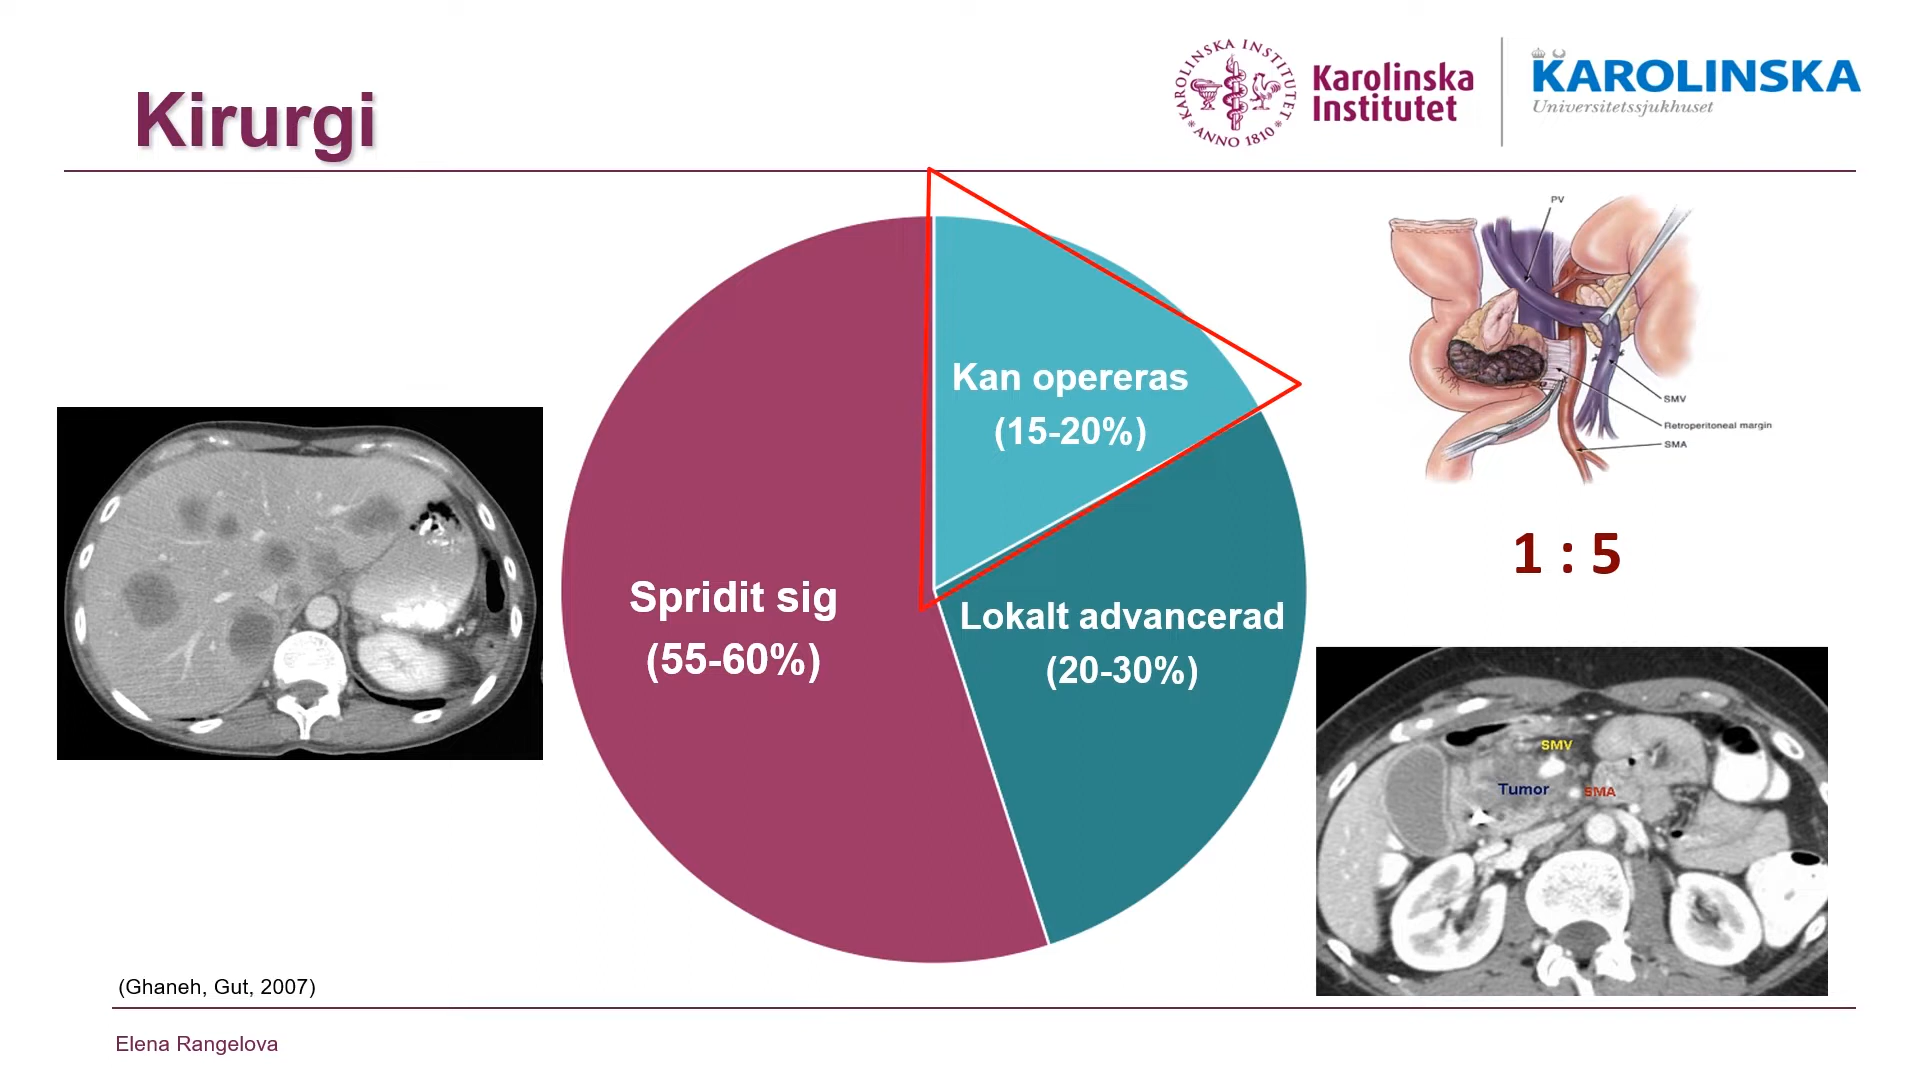 Kirurgi
KAROLINSKA INSTITUTET
ANNO 1810
Karolinska
Institutet
KAROLINSKA
Universitetssjukhuset
PV
SMV
Retroperitoneal margin
SMA
Kan opereras
(15-20%)
1 : 5
Spridit sig
(55-60%)
Lokalt advancerad
(20-30%)
SMV
Tumor
SMA
(Ghaneh, Gut, 2007)
Elena Rangelova